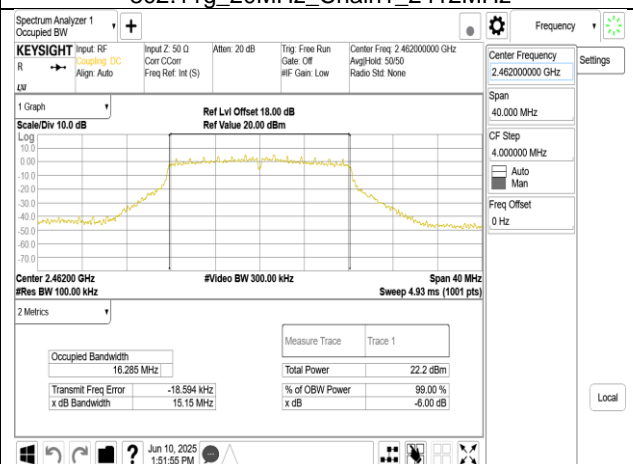 802.11g_20MHz_Chain1_2412MHz
Spectrum Analyzer 1
Occupied BW
Frequency
KEYSIGHT
R
LXI
Input: RF
Coupling: DC
Align: Auto
Input Z: 50 Ω
Corr CCorr
Freq Ref: Int (S)
Atten: 20 dB
Trig: Free Run
Gate: Off
#IF Gain: Low
Center Freq: 2.462000000 GHz
Avg|Hold: 50/50
Radio Std: None
Center Frequency
2.462000000 GHz
Settings
Span
40.000 MHz
CF Step
4.000000 MHz
Auto
Man
Freq Offset
0 Hz
Local
1 Graph
Scale/Div 10.0 dB
Ref Lvl Offset 18.00 dB
Ref Value 20.00 dBm
Log
10.0
0.00
-10.0
-20.0
-30.0
-40.0
-50.0
-60.0
-70.0
Center 2.46200 GHz
#Video BW 300.00 kHz
Span 40 MHz
#Res BW 100.00 kHz
Sweep 4.93 ms (1001 pts)
2 Metrics
Measure Trace Trace 1
Occupied Bandwidth
16.285 MHz
Total Power 22.2 dBm
Transmit Freq Error -18.594 kHz
% of OBW Power 99.00 %
x dB Bandwidth 15.15 MHz
x dB -6.00 dB
Jun 10, 2025
1:51:55 PM